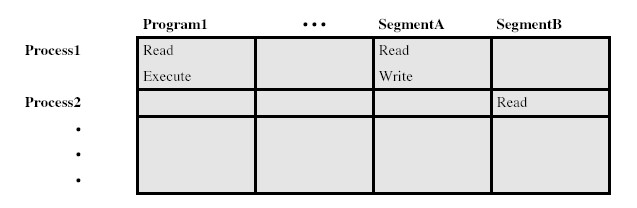 Program1 • • • SegmentA SegmentB
Process1 Read Read
Execute Write
Process2 Read
•
•
•